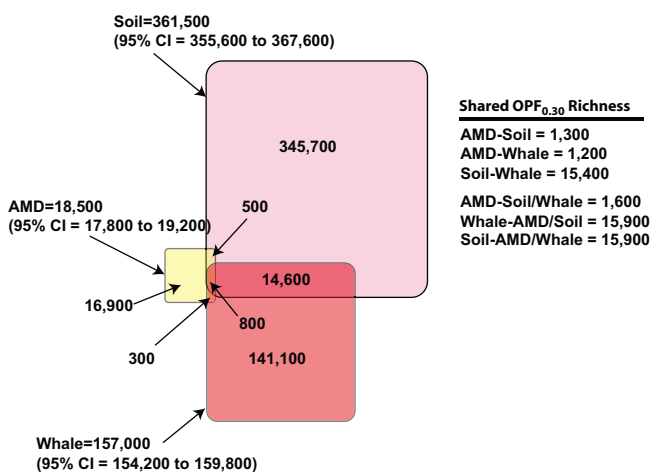 Soil=361,500
(95% CI = 355,600 to 367,600)
345,700
Shared OPF0.30 Richness
AMD-Soil = 1,300
AMD-Whale = 1,200
Soil-Whale = 15,400
AMD-Soil/Whale = 1,600
Whale-AMD/Soil = 15,900
Soil-AMD/Whale = 15,900
AMD=18,500
(95% CI = 17,800 to 19,200)
500
14,600
16,900
800
300
141,100
Whale=157,000
(95% CI = 154,200 to 159,800)